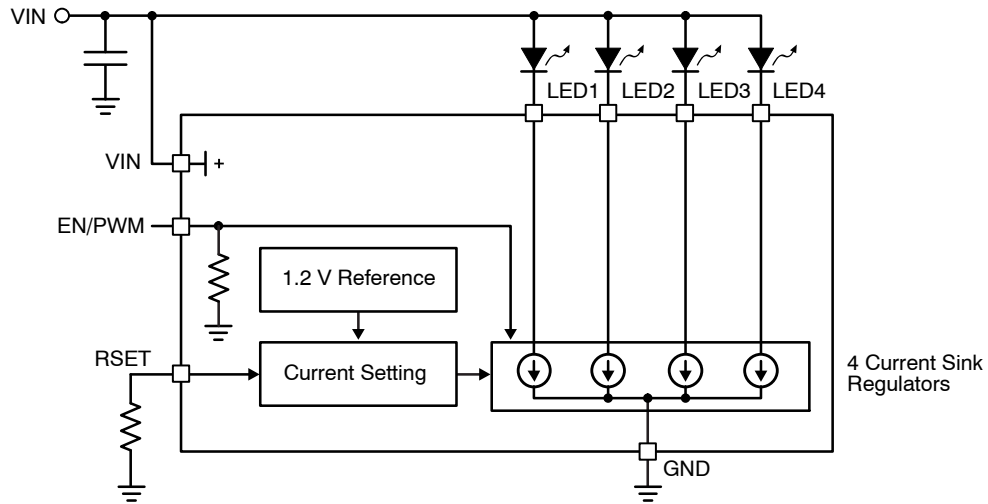 VIN
LED1 LED2 LED3 LED4
VIN
+
EN/PWM
1.2 V Reference
RSET
Current Setting
4 Current Sink
Regulators
GND